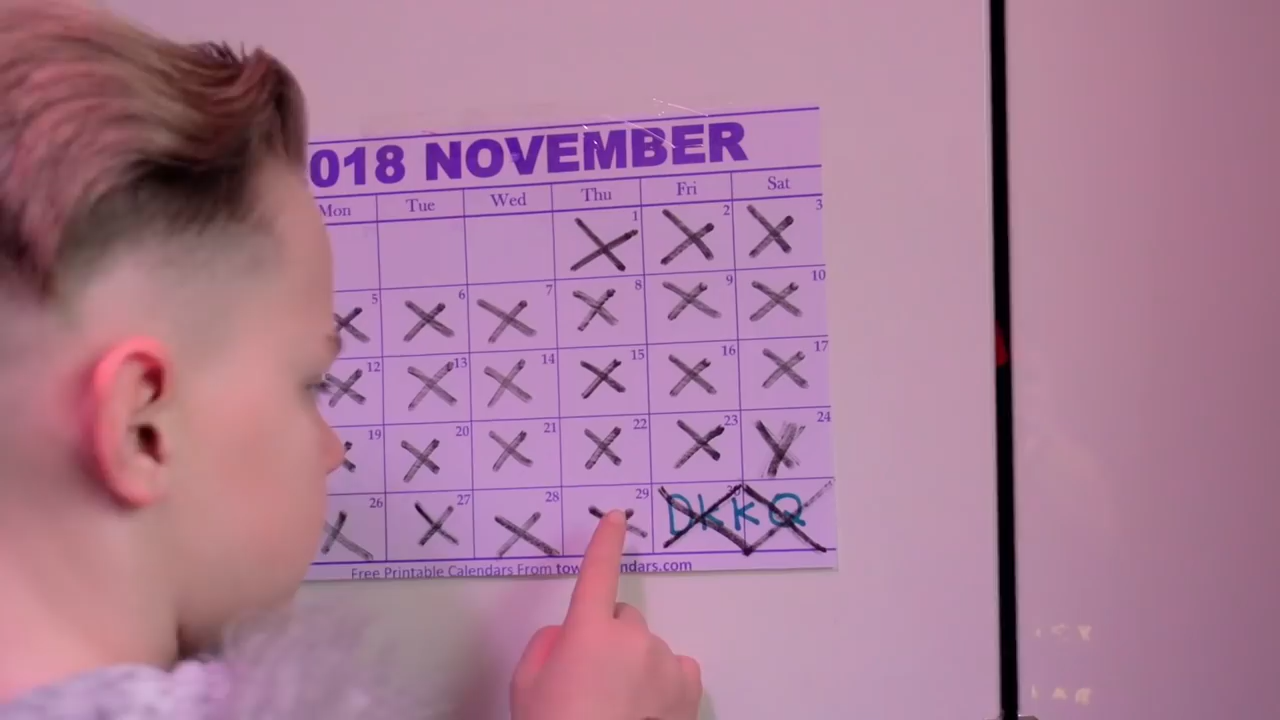 018 NOVEMBER
Mon Tue Wed Thu Fri Sat
1 2 3
5 6 7 8 9 10
12 13 14 15 16 17
19 20 21 22 23 24
26 27 28 29 30
DKKQ
Free Printable Calendars From